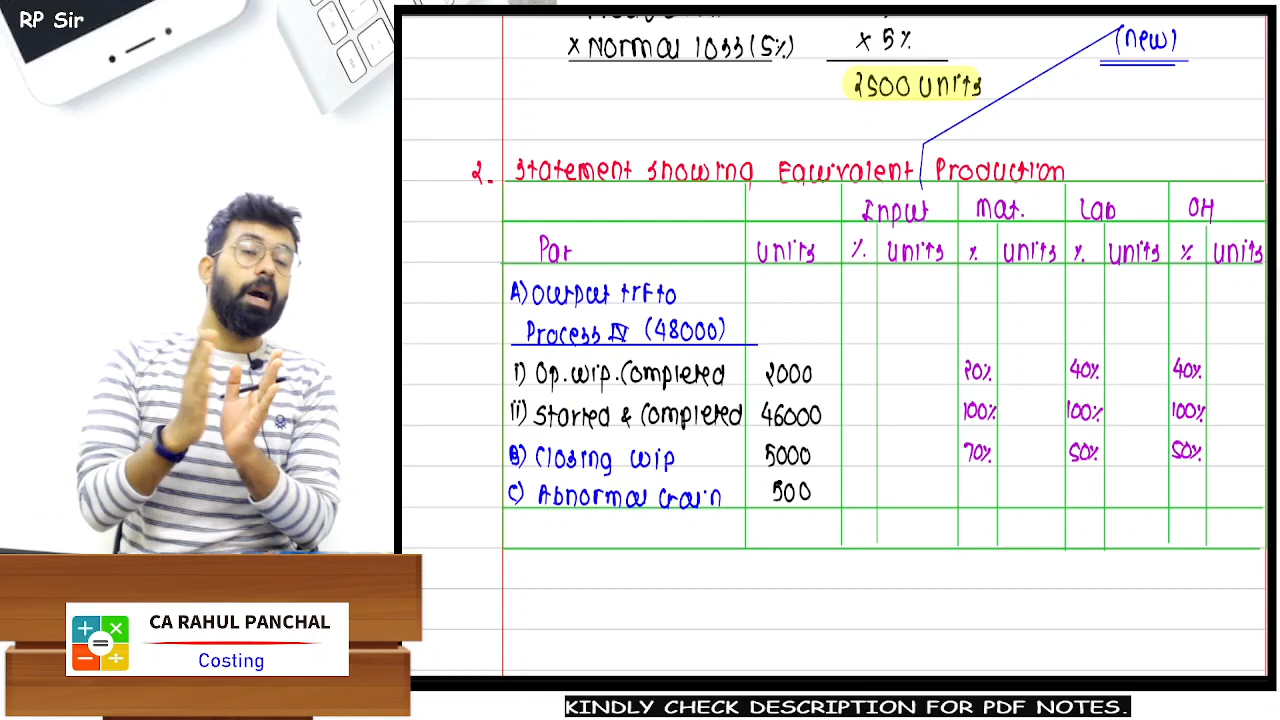 RP Sir
x Normal loss (5%) x 5%
(new)
2500 units
2. Statement showing Equivalent Production
Input Mat. Lab OH
Par units % units % units % units % units
A) Output trf to
Process IV (48000)
i) Op. wip. Completed 2000 20% 40% 40%
ii) Started & Completed 46000 100% 100% 100%
B) Closing wip 5000 70% 50% 50%
C) Abnormal Gain 500
CA RAHUL PANCHAL
Costing
KINDLY CHECK DESCRIPTION FOR PDF NOTES.